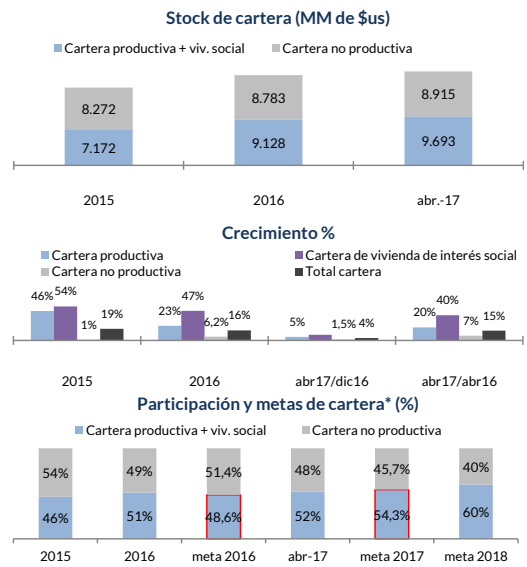 Stock de cartera (MM de $us)
Cartera productiva + viv. social Cartera no productiva
8.272 8.783 8.915
7.172 9.128 9.693
2015 2016 abr.-17
Crecimiento %
Cartera productiva Cartera de vivienda de interés social
Cartera no productiva Total cartera
46% 54% 1% 19% 23% 47% 6,2% 16% 5% 1,5% 4% 20% 40% 7% 15%
2015 2016 abr17/dic16 abr17/abr16
Participación y metas de cartera* (%)
Cartera productiva + viv. social Cartera no productiva
54% 49% 51,4% 48% 45,7% 40%
46% 51% 48,6% 52% 54,3% 60%
2015 2016 meta 2016 abr-17 meta 2017 meta 2018